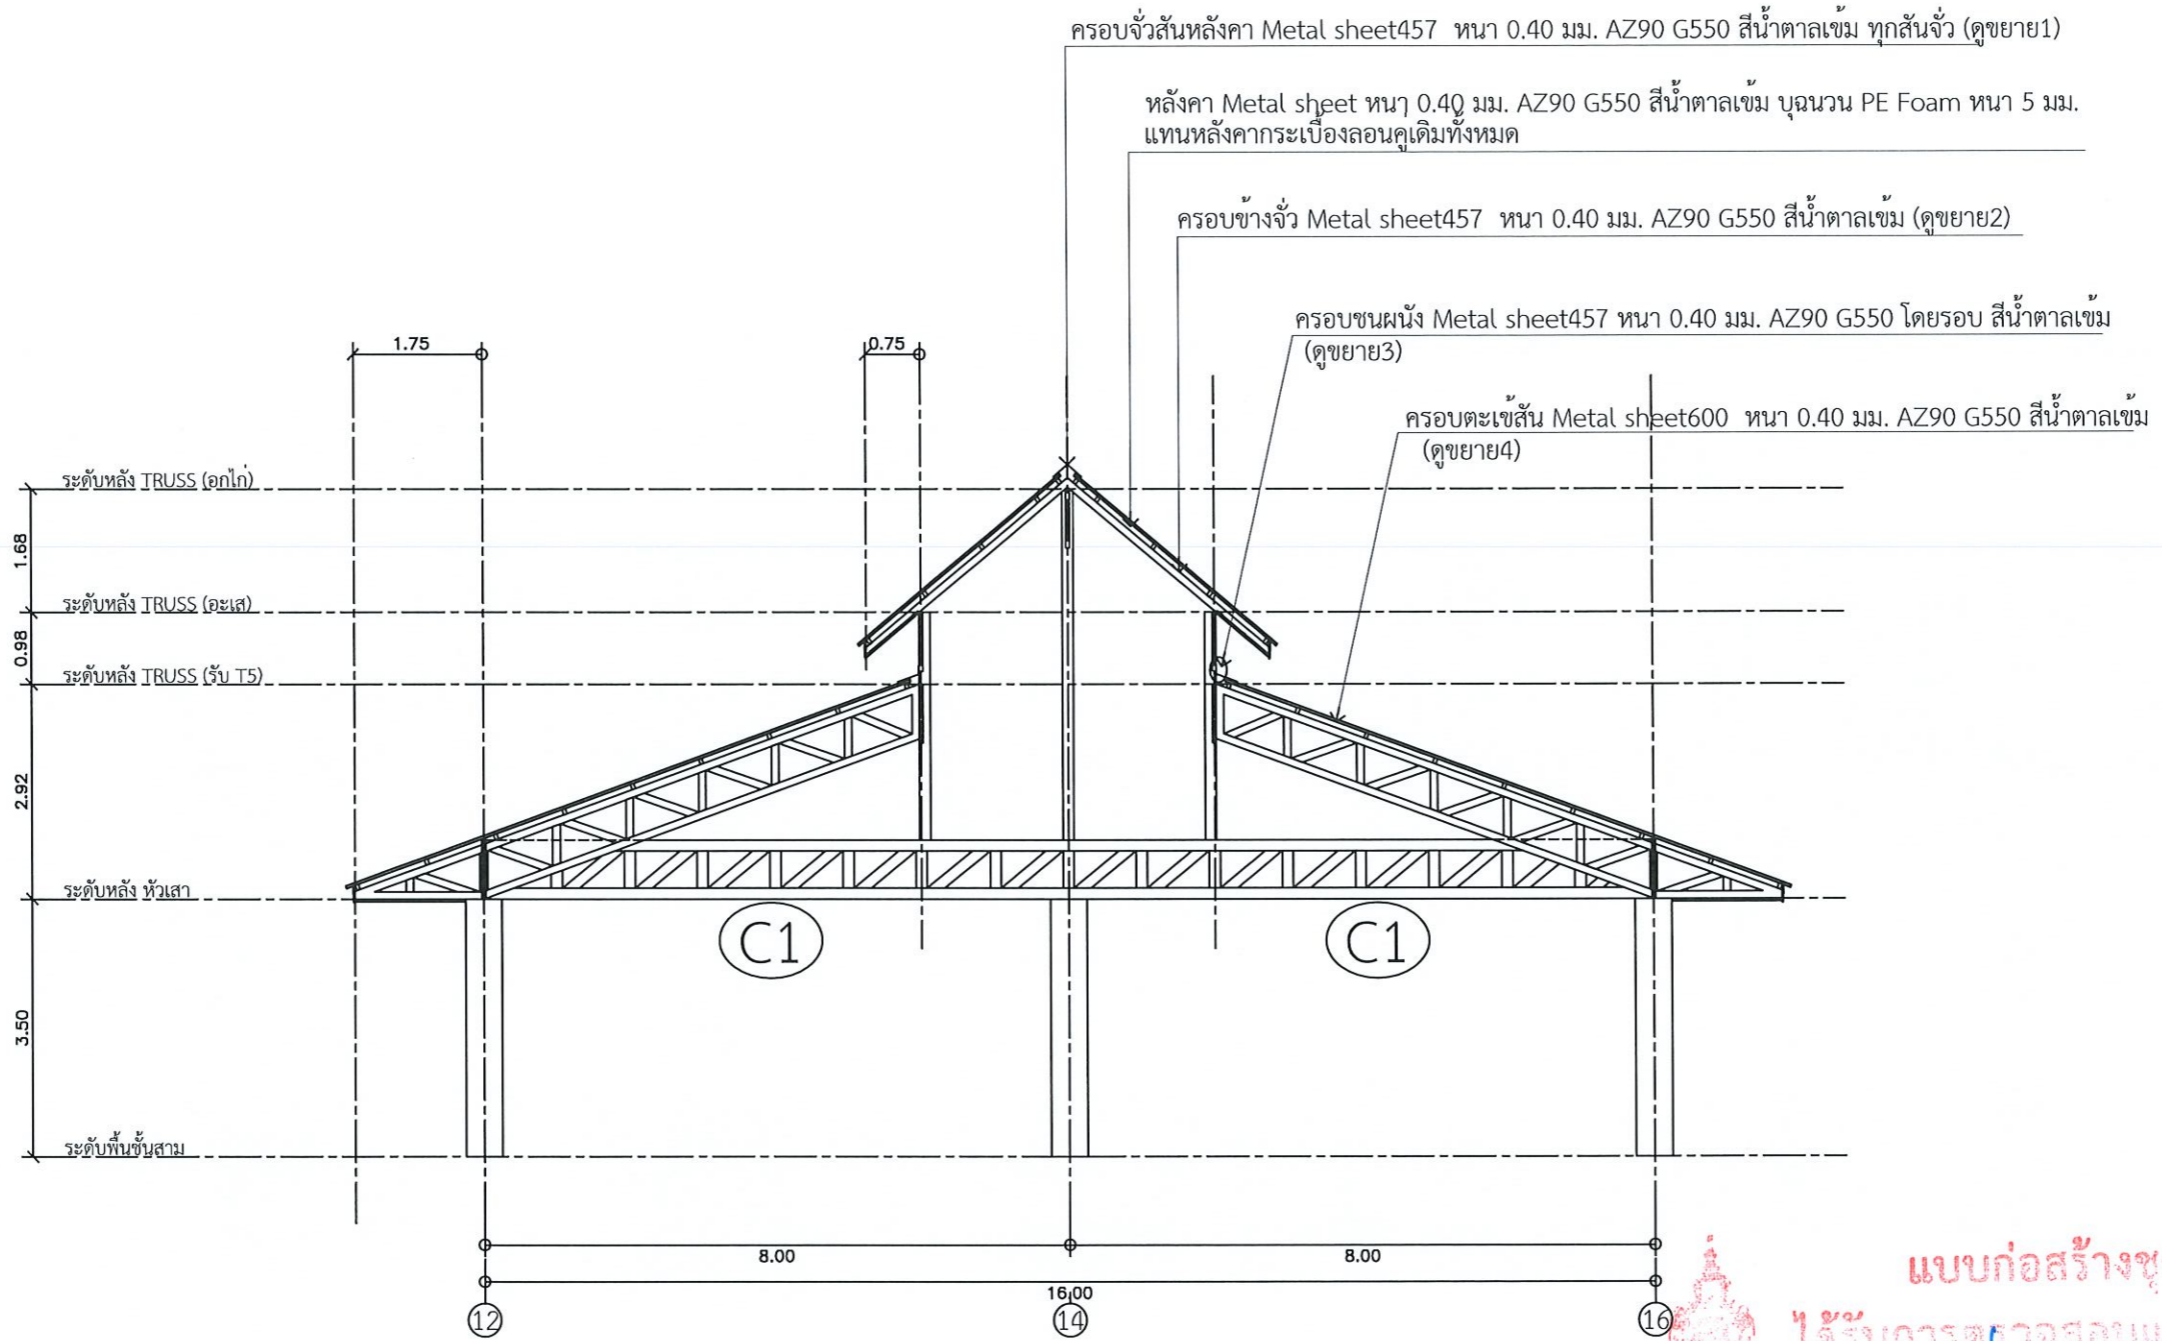 ครอบจั่วสันหลังคา Metal sheet457 หนา 0.40 มม. AZ90 G550 สีน้ำตาลเข้ม ทุกสันจั่ว (ดูขยาย1)
หลังคา Metal sheet หนา 0.40 มม. AZ90 G550 สีน้ำตาลเข้ม บุฉนวน PE Foam หนา 5 มม.
แทนหลังคากระเบื้องลอนคู่เดิมทั้งหมด
ครอบข้างจั่ว Metal sheet457 หนา 0.40 มม. AZ90 G550 สีน้ำตาลเข้ม (ดูขยาย2)
ครอบชนผนัง Metal sheet457 หนา 0.40 มม. AZ90 G550 โดยรอบ สีน้ำตาลเข้ม
(ดูขยาย3)
ครอบตะเข้สัน Metal sheet600 หนา 0.40 มม. AZ90 G550 สีน้ำตาลเข้ม
(ดูขยาย4)
1.75
0.75
ระดับหลัง TRUSS (อกไก่)
1.68
ระดับหลัง TRUSS (อะเส)
0.98
ระดับหลัง TRUSS (รับ T5)
2.92
ระดับหลัง หัวเสา
C1
C1
3.50
ระดับพื้นชั้นสาม
8.00
8.00
16.00
12
14
16
แบบก่อสร้างชุ
ได้รับการตรวจสอบแ